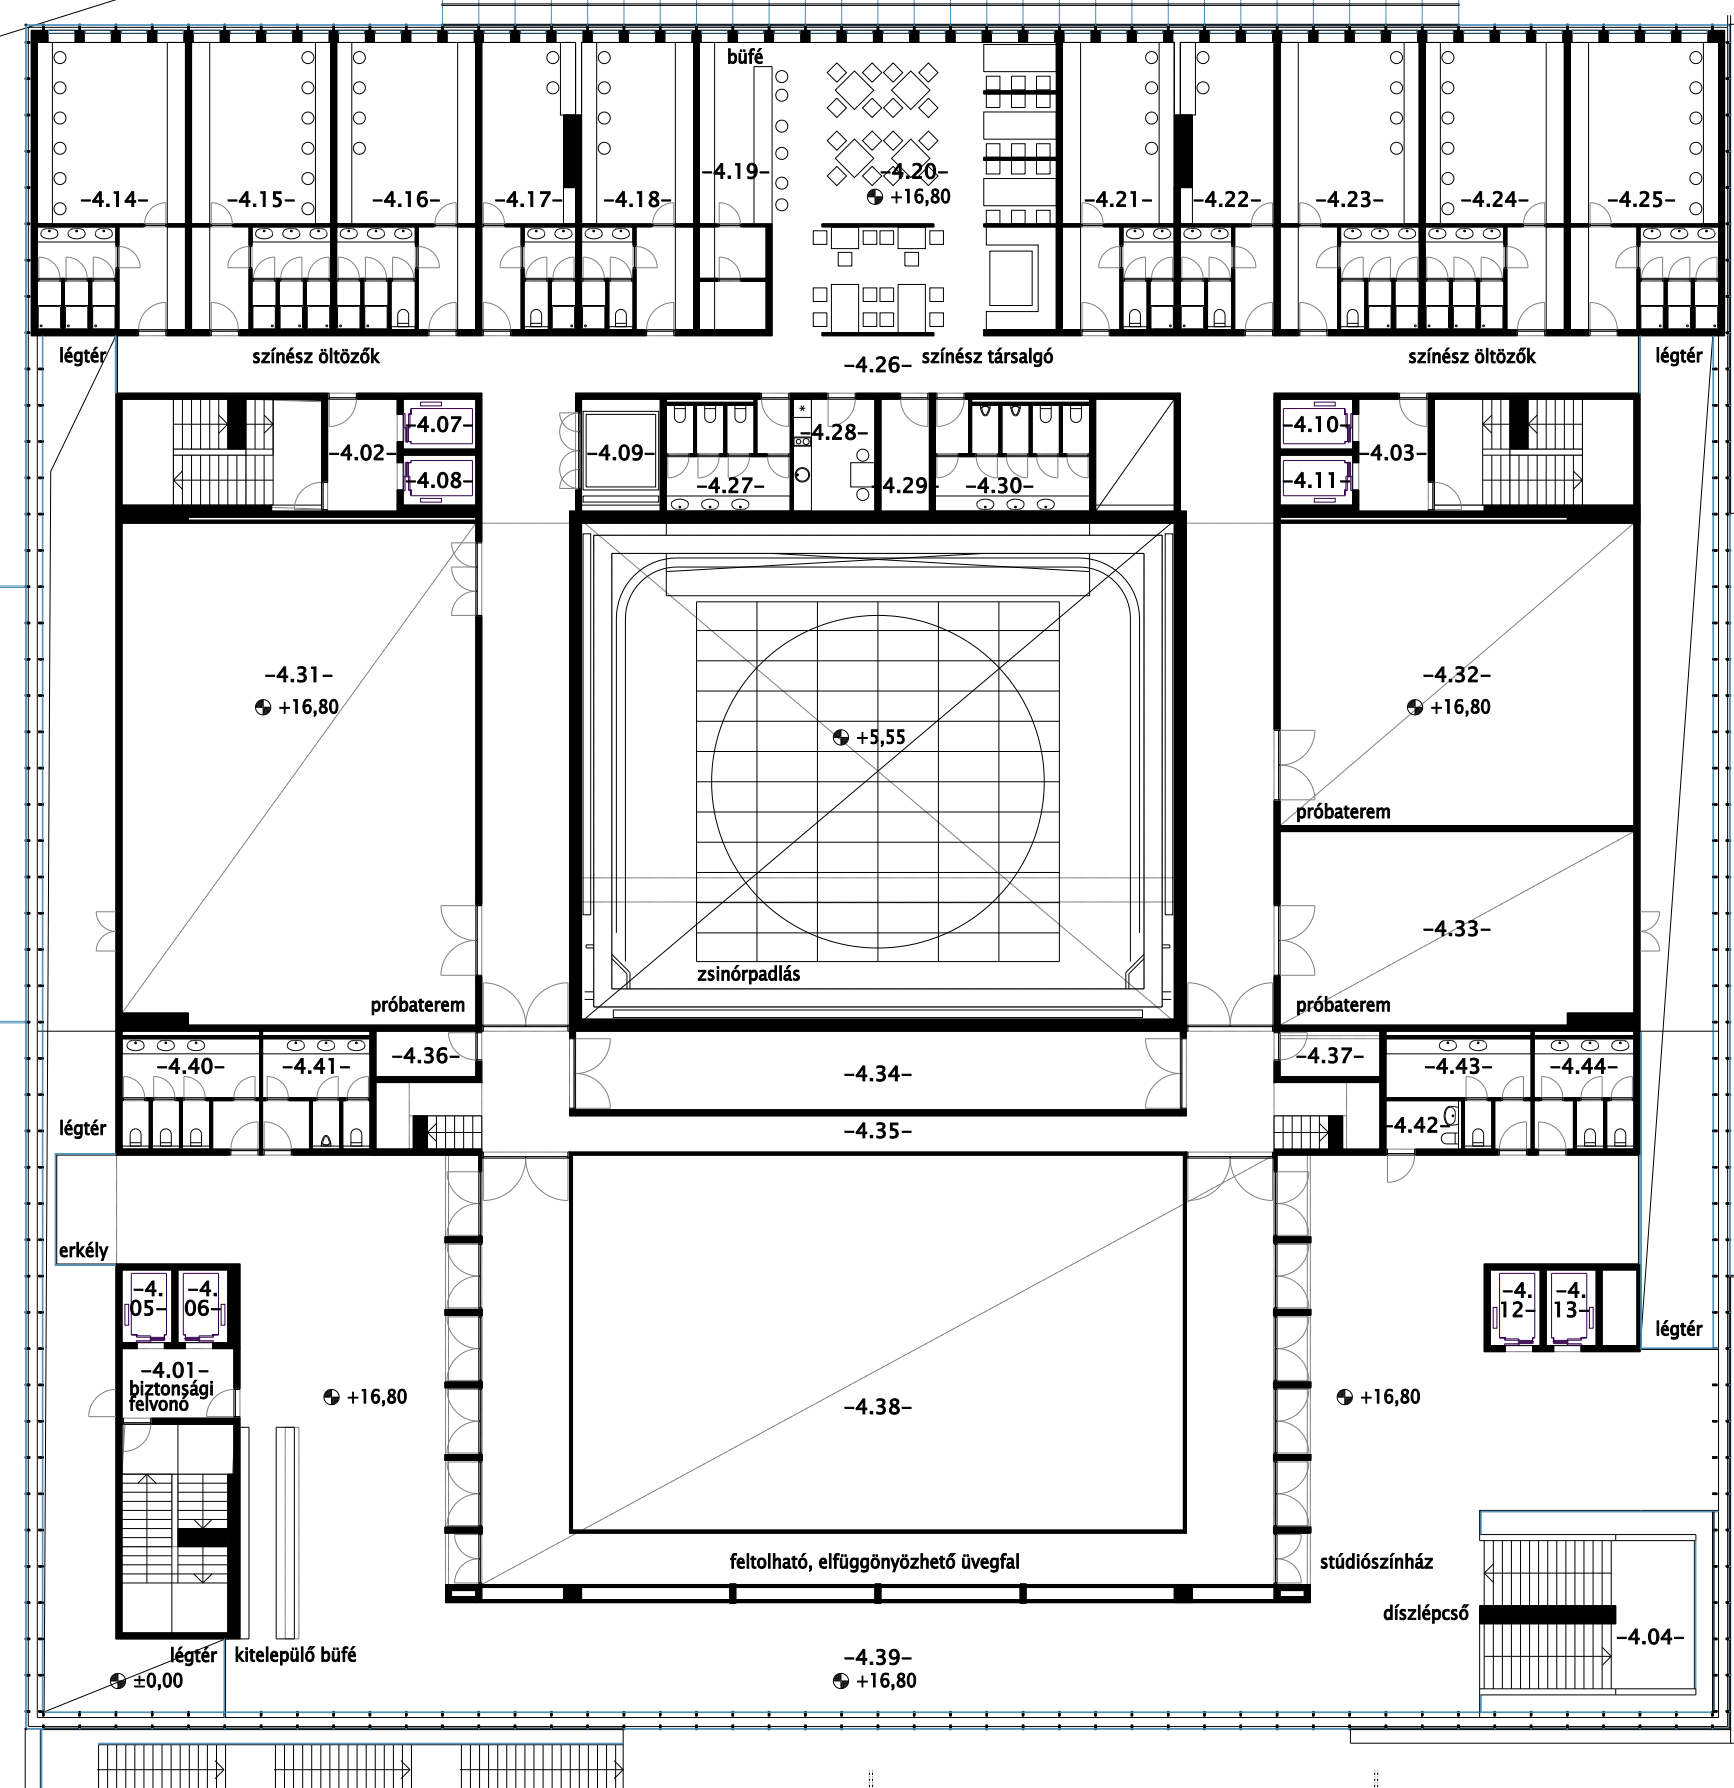 büfé
-4.19-
-4.20-
+16,80
-4.14-
-4.15-
-4.16-
-4.17-
-4.18-
-4.21-
-4.22-
-4.23-
-4.24-
-4.25-
légtér
színész öltözők
-4.26-
színész társalgó
színész öltözők
légtér
-4.02-
-4.07-
-4.08-
-4.09-
-4.27-
-4.28-
-4.29-
-4.30-
-4.10-
-4.11-
-4.03-
-4.31-
+16,80
-4.32-
+16,80
+5,55
próbaterem
-4.33-
zsinórpadlás
próbaterem
próbaterem
-4.40-
-4.41-
-4.36-
-4.34-
-4.37-
-4.43-
-4.44-
légtér
-4.35-
-4.42-
erkély
-4.
05-
-4.
06-
-4.
12-
-4.
13-
légtér
-4.01-
biztonsági
felvonó
+16,80
-4.38-
+16,80
feltolható, elfüggönyözhető üvegfal
stúdiószínház
díszlépcső
-4.04-
légtér
kitelepülő büfé
±0,00
-4.39-
+16,80